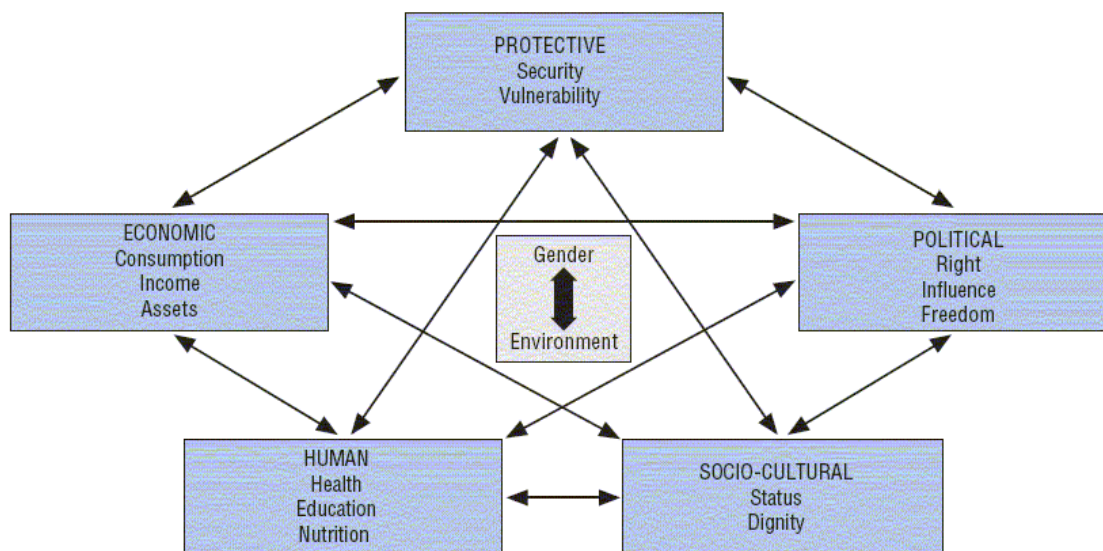 PROTECTIVE
Security
Vulnerability
ECONOMIC
Consumption
Income
Assets
Gender
Environment
POLITICAL
Right
Influence
Freedom
HUMAN
Health
Education
Nutrition
SOCIO-CULTURAL
Status
Dignity